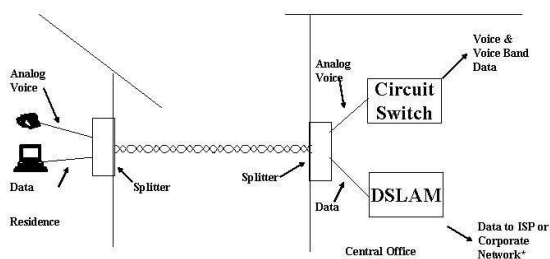 Analog
Voice
Data
Residence
Splitter
Splitter
Analog
Voice
Data
Circuit
Switch
DSLAM
Voice &
Voice Band
Data
Data to ISP or
Corporate
Network*
Central Office